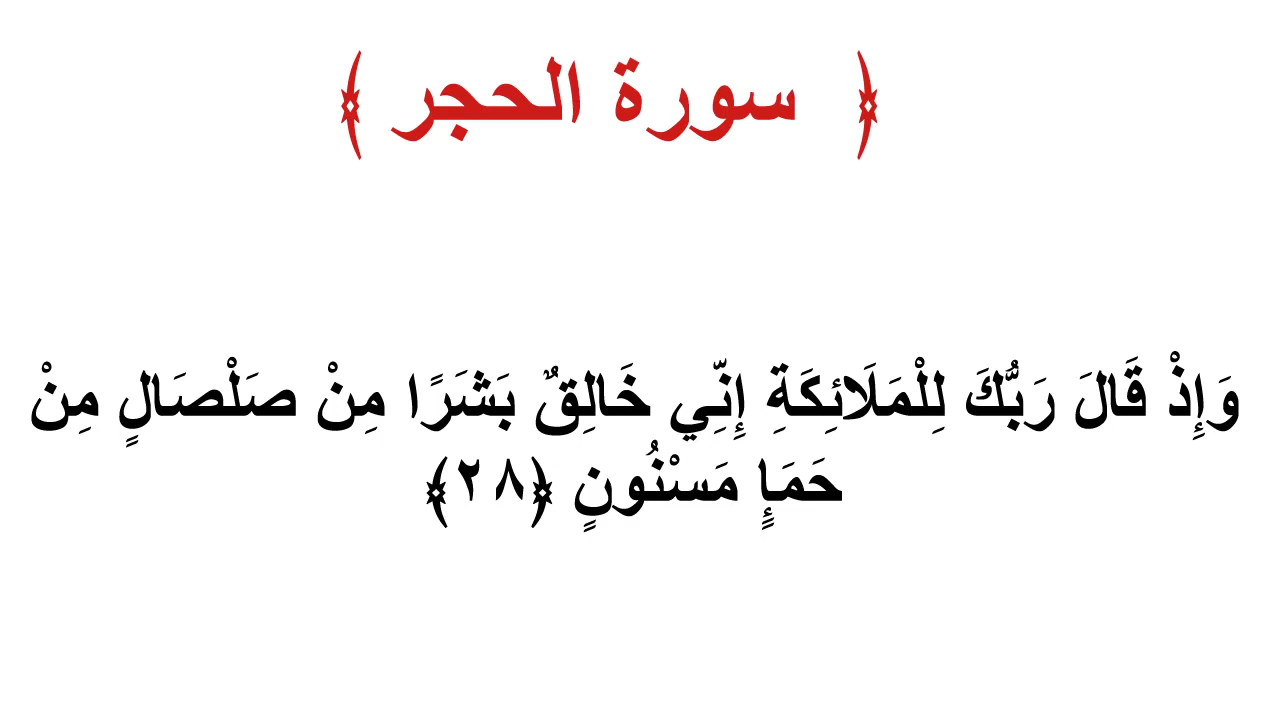 ﴿ سورة الحجر ﴾
وَإِذْ قَالَ رَبُّكَ لِلْمَلَائِكَةِ إِنِّي خَالِقٌ بَشَرًا مِنْ صَلْصَالٍ مِنْ
حَمَإٍ مَسْنُونٍ ﴿٢٨﴾